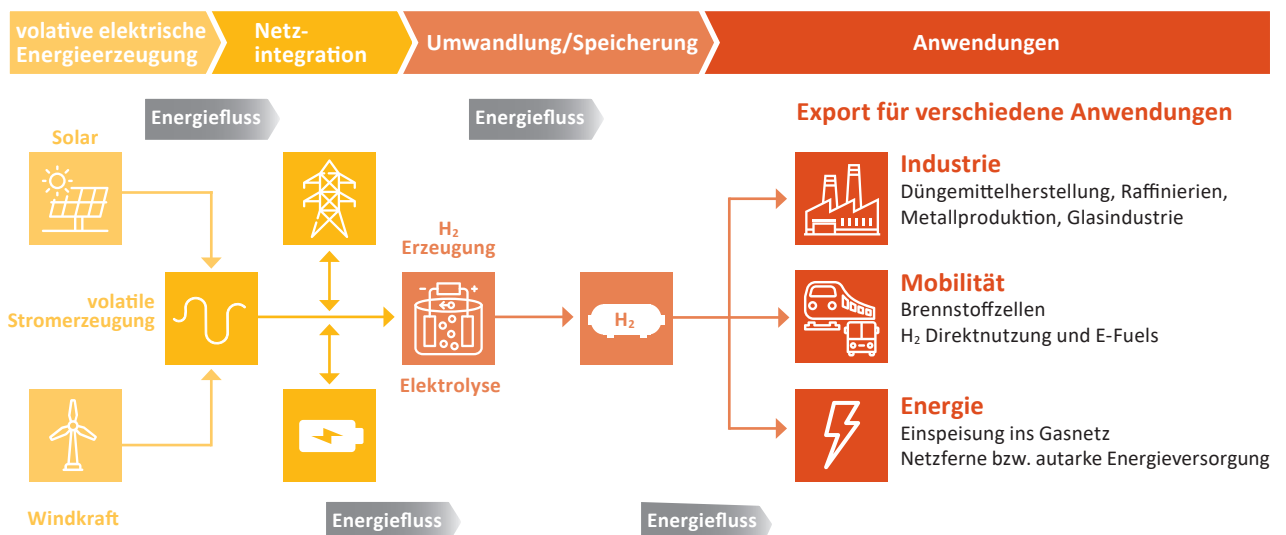 volative elektrische
Energieerzeugung
Netz-
integration
Umwandlung/Speicherung
Anwendungen
Energiefluss
Energiefluss
Export für verschiedene Anwendungen
Solar
Industrie
Düngemittelherstellung, Raffinierien,
Metallproduktion, Glasindustrie
H₂
Erzeugung
volatile
Stromerzeugung
- +
H₂
Mobilität
Brennstoffzellen
H₂ Direktnutzung und E-Fuels
Elektrolyse
Energie
Einspeisung ins Gasnetz
Netzferne bzw. autarke Energieversorgung
Windkraft
Energiefluss
Energiefluss